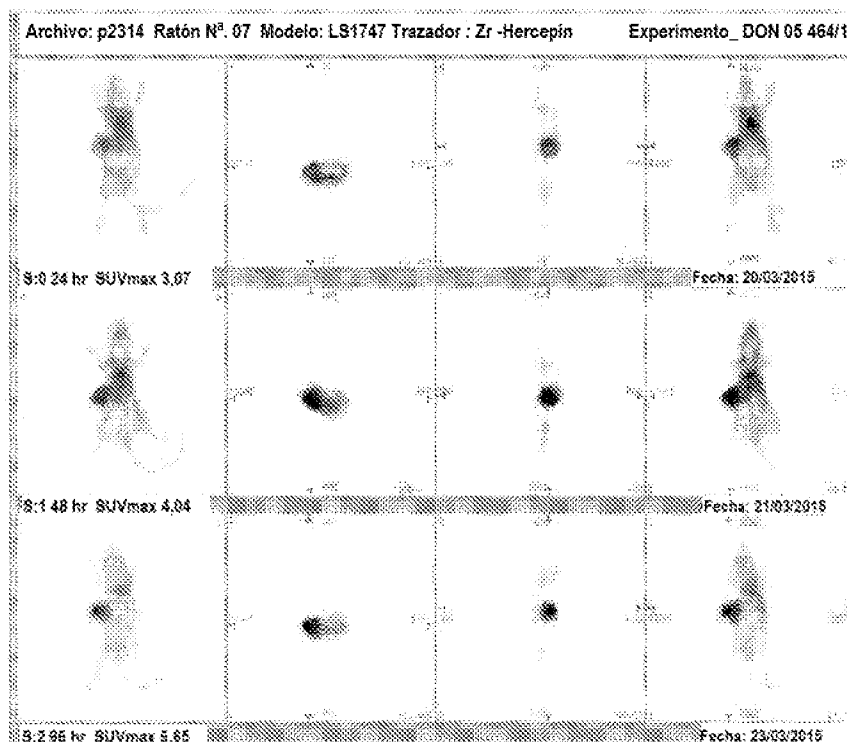 Archivo: p2314 Ratón Nª. 07 Modelo: LS1747 Trazador : Zr -Hercepin Experimento_ DON 05 464/1
S:0 24 hr SUVmax 3,07 Fecha: 20/03/2015
S:1 48 hr SUVmax 4,04 Fecha: 21/03/2015
S:2 96 hr SUVmax 5,65 Fecha: 23/03/2015